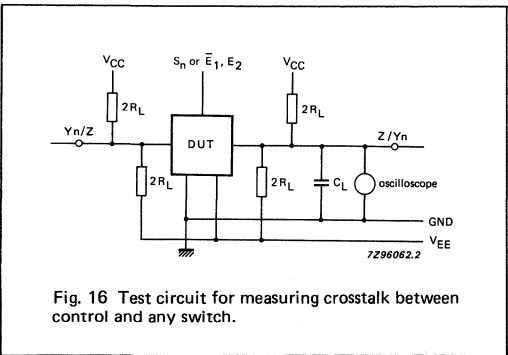 V_CC
S_n or E̅_1, E_2
V_CC
2R_L
2R_L
Yn/Z
Z/Yn
DUT
2R_L
2R_L
C_L
oscilloscope
GND
V_EE
7Z96062.2
Fig. 16 Test circuit for measuring crosstalk between
control and any switch.